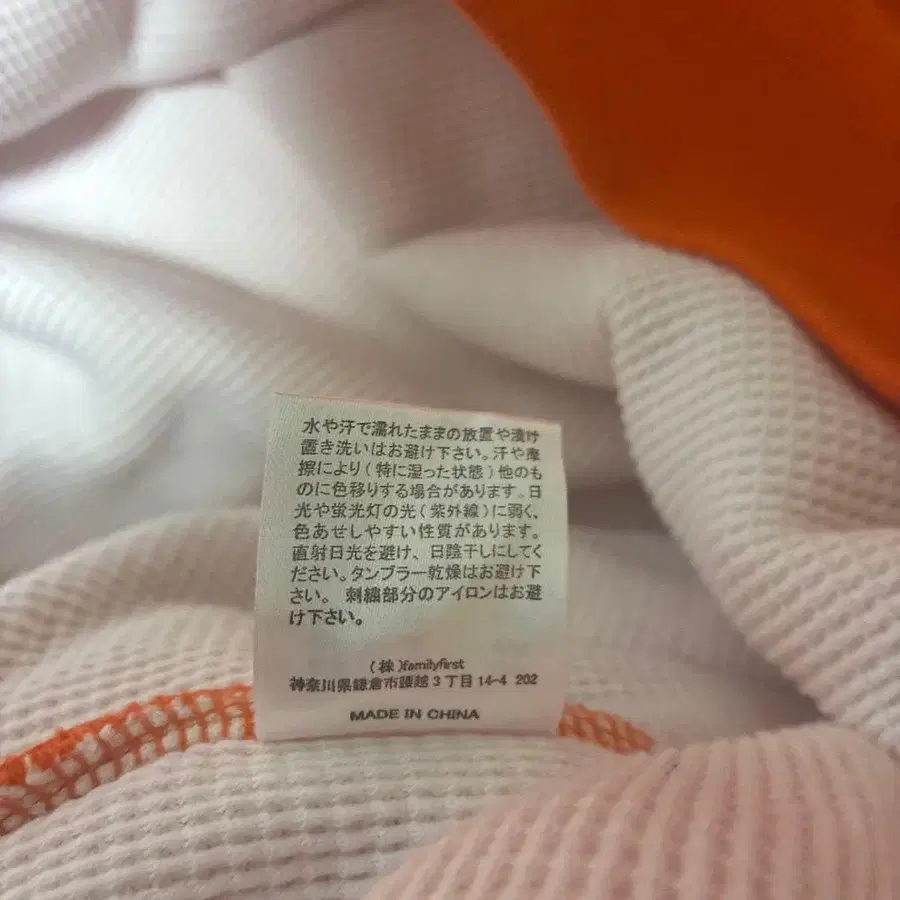 水や汗で濡れたままの放置や漬け
置き洗いはお避け下さい。汗や摩
擦により(特に湿った状態)他のも
のに色移りする場合があります。日
光や蛍光灯の光(紫外線)に弱く、
色あせしやすい性質があります。
直射日光を避け、日陰干しにしてく
ださい。タンブラー乾燥はお避け下
さい。 刺繍部分のアイロンはお避
け下さい。
(株)familyfirst
神奈川県鎌倉市腰越3丁目14-4 202
MADE IN CHINA